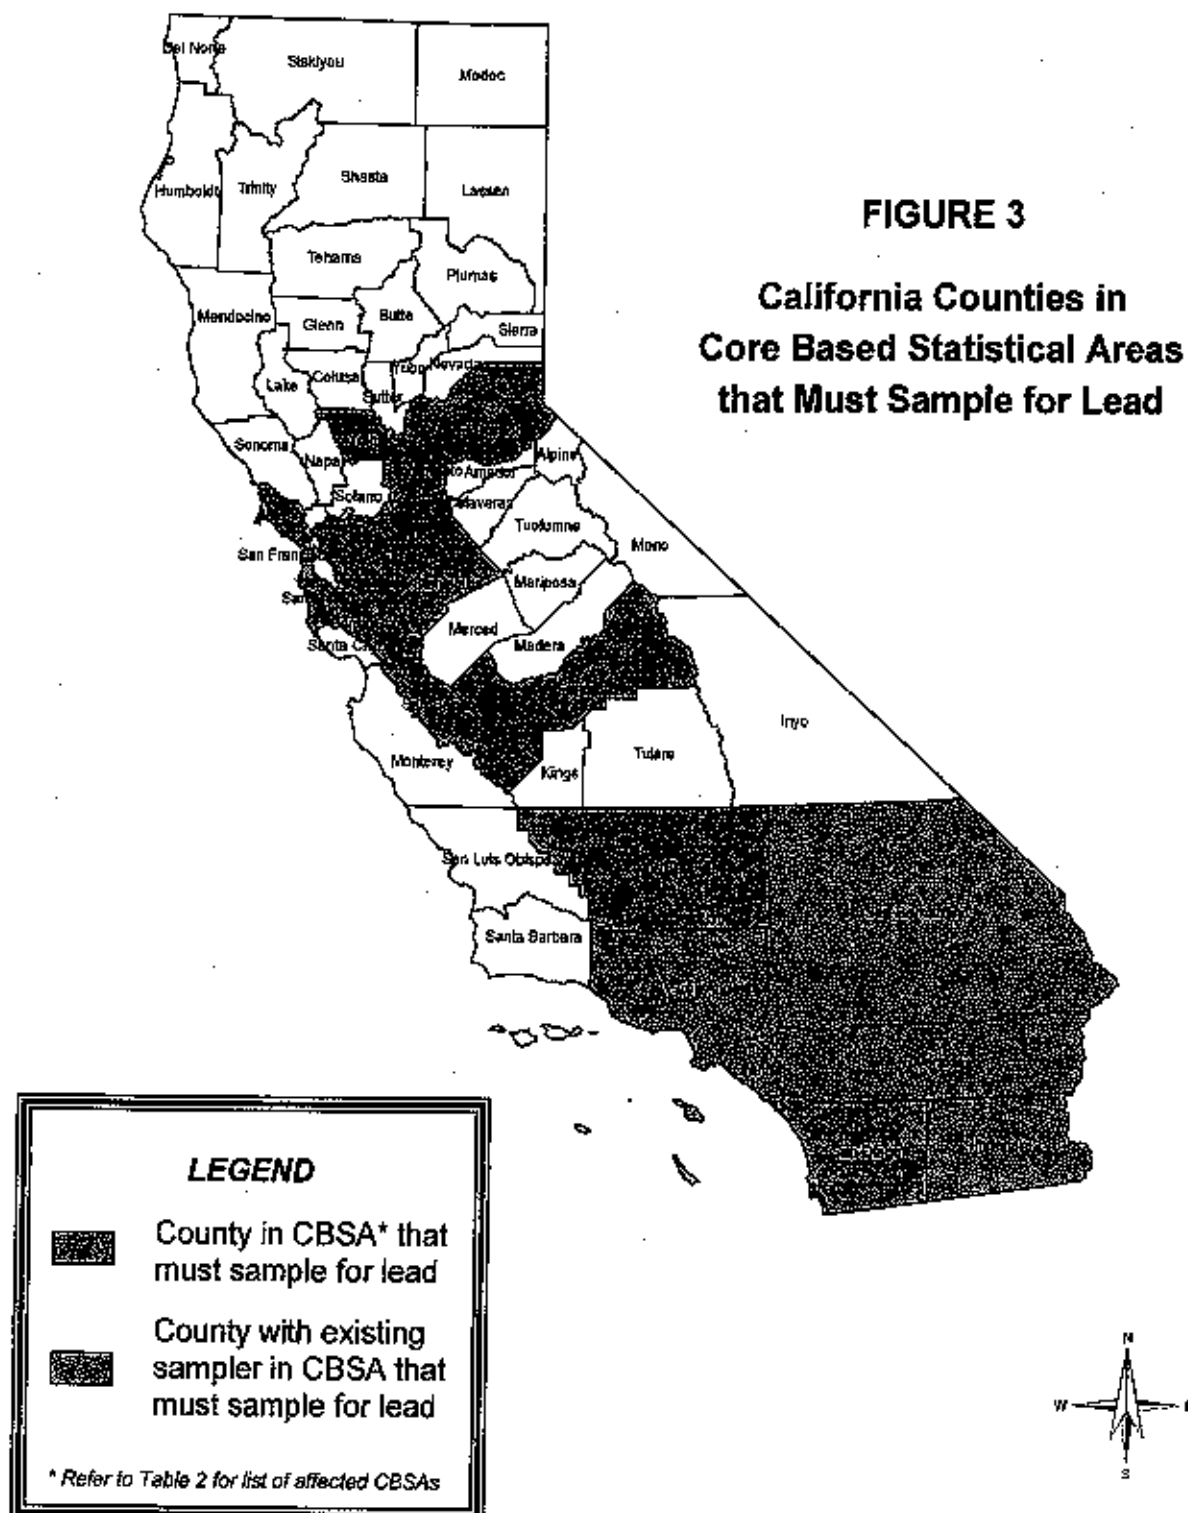 Del Norte
Siskiyou
Modoc
Humboldt
Trinity
Shasta
Lassen
FIGURE 3
California Counties in
Core Based Statistical Areas
that Must Sample for Lead
Tehama
Plumas
Mendocino
Glenn
Butte
Sierra
Lake
Colusa
Yuba
Nevada
Sutter
Sonoma
Napa
Solano
Amador
Alpine
averas
Tuolumne
Mono
San Franc
Mariposa
San
Santa C
Merced
Madera
Monterey
Kings
Tulare
Inyo
San Luis Obispo
Santa Barbara
LEGEND
County in CBSA* that
must sample for lead
County with existing
sampler in CBSA that
must sample for lead
* Refer to Table 2 for list of affected CBSAs
N
W
S